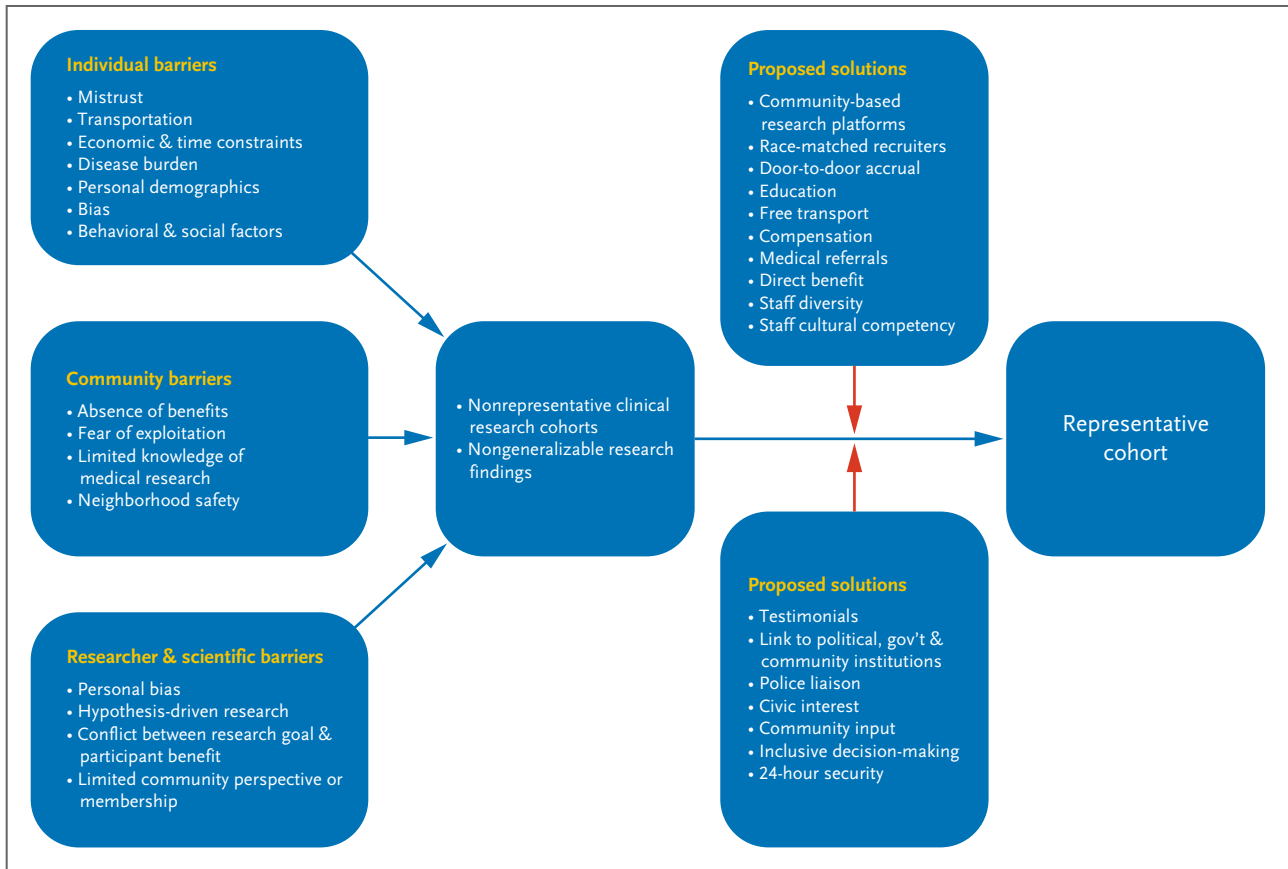 Individual barriers
• Mistrust
• Transportation
• Economic & time constraints
• Disease burden
• Personal demographics
• Bias
• Behavioral & social factors
Community barriers
• Absence of benefits
• Fear of exploitation
• Limited knowledge of
medical research
• Neighborhood safety
Researcher & scientific barriers
• Personal bias
• Hypothesis-driven research
• Conflict between research goal &
participant benefit
• Limited community perspective or
membership
• Nonrepresentative clinical
research cohorts
• Nongeneralizable research
findings
Proposed solutions
• Community-based
research platforms
• Race-matched recruiters
• Door-to-door accrual
• Education
• Free transport
• Compensation
• Medical referrals
• Direct benefit
• Staff diversity
• Staff cultural competency
Proposed solutions
• Testimonials
• Link to political, gov’t &
community institutions
• Police liaison
• Civic interest
• Community input
• Inclusive decision-making
• 24-hour security
Representative
cohort